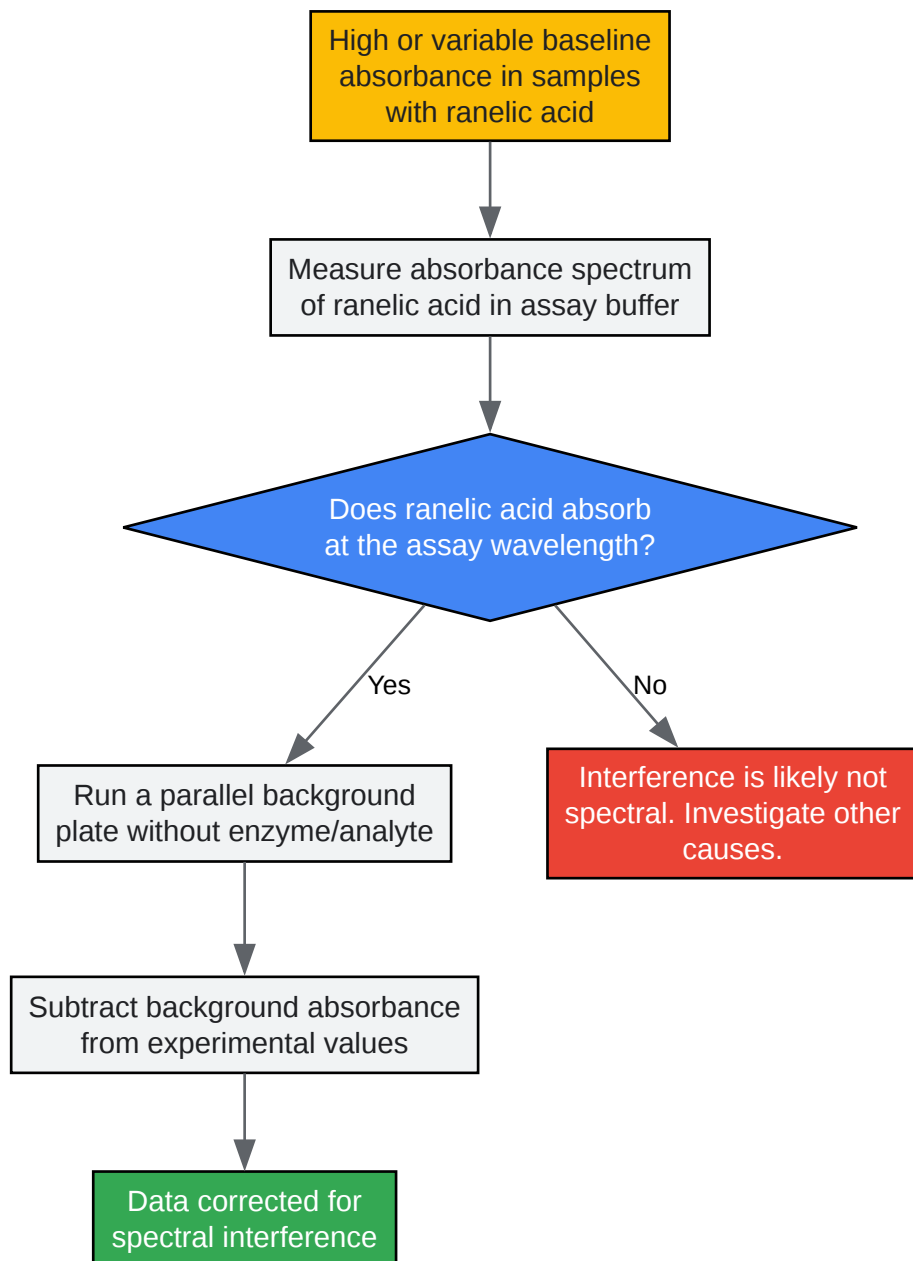 High or variable baseline
absorbance in samples
with ranelic acid
Measure absorbance spectrum
of ranelic acid in assay buffer
Does ranelic acid absorb
at the assay wavelength?
Yes
No
Run a parallel background
plate without enzyme/analyte
Interference is likely not
spectral. Investigate other
causes.
Subtract background absorbance
from experimental values
Data corrected for
spectral interference